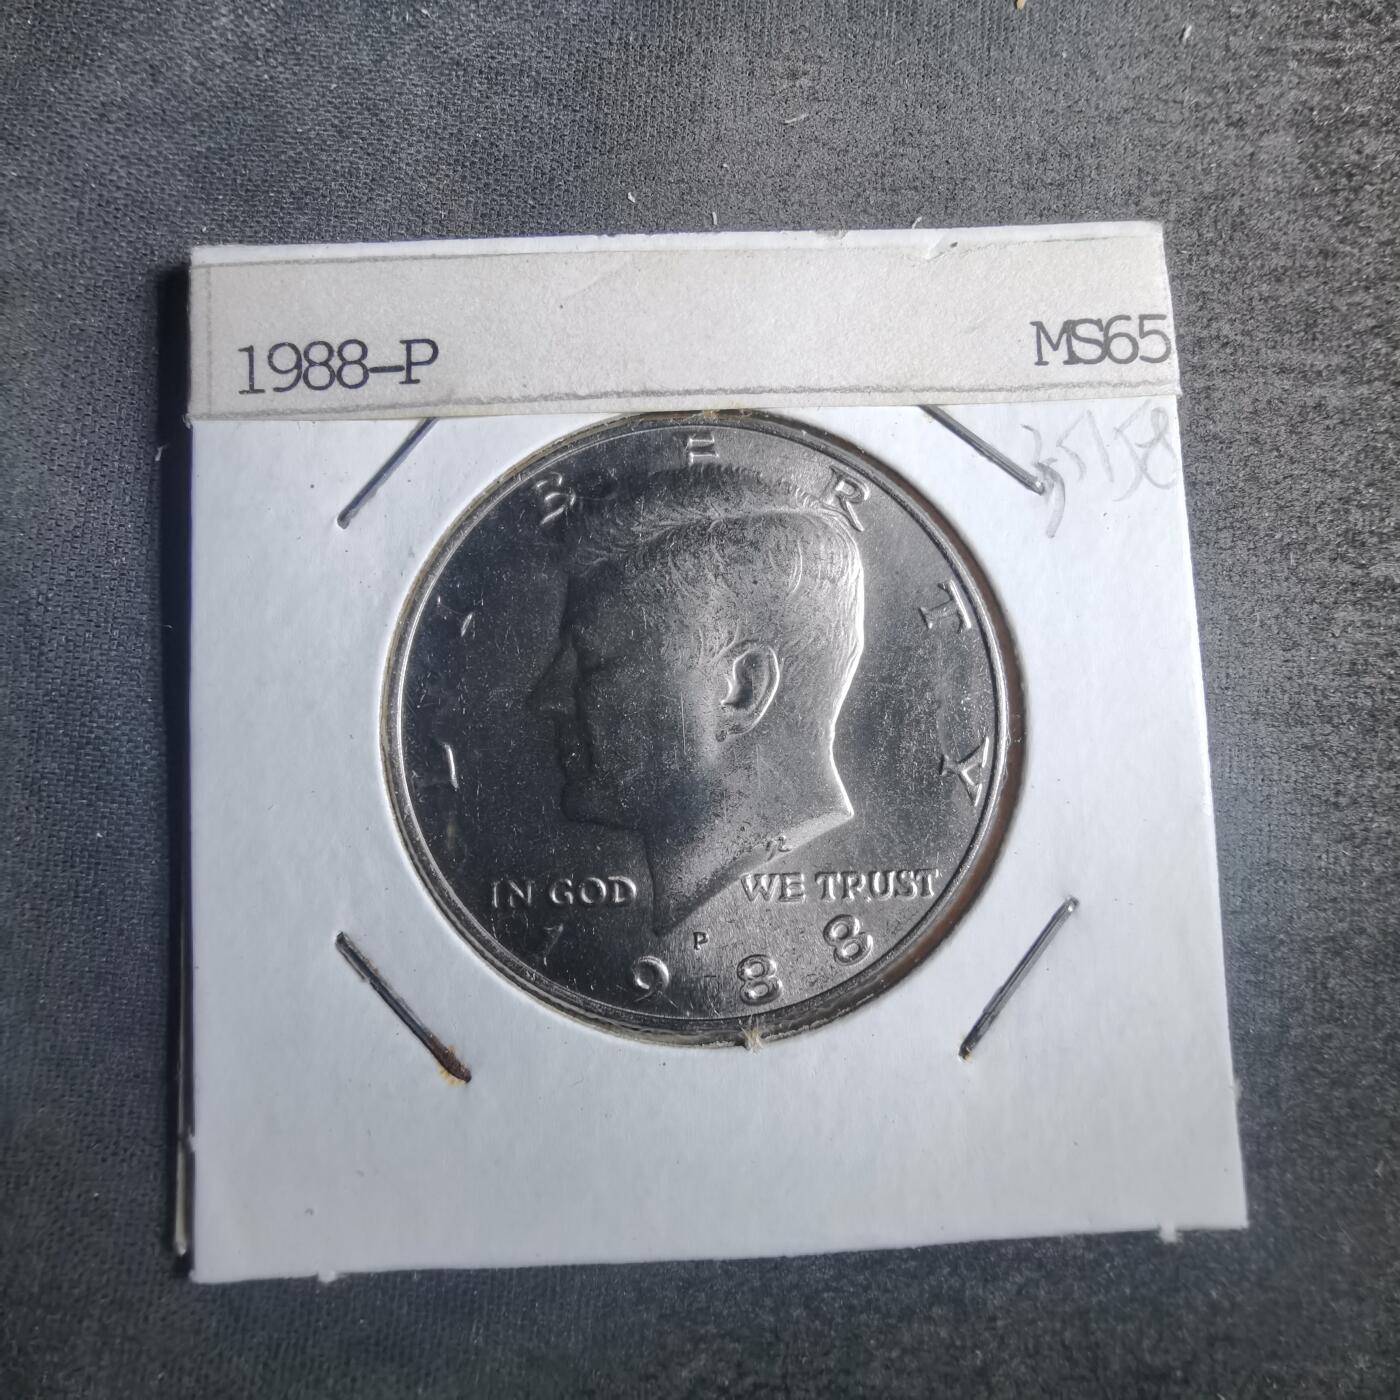 1988-P
MS65
LIBERTY
IN GOD WE TRUST
P
1988